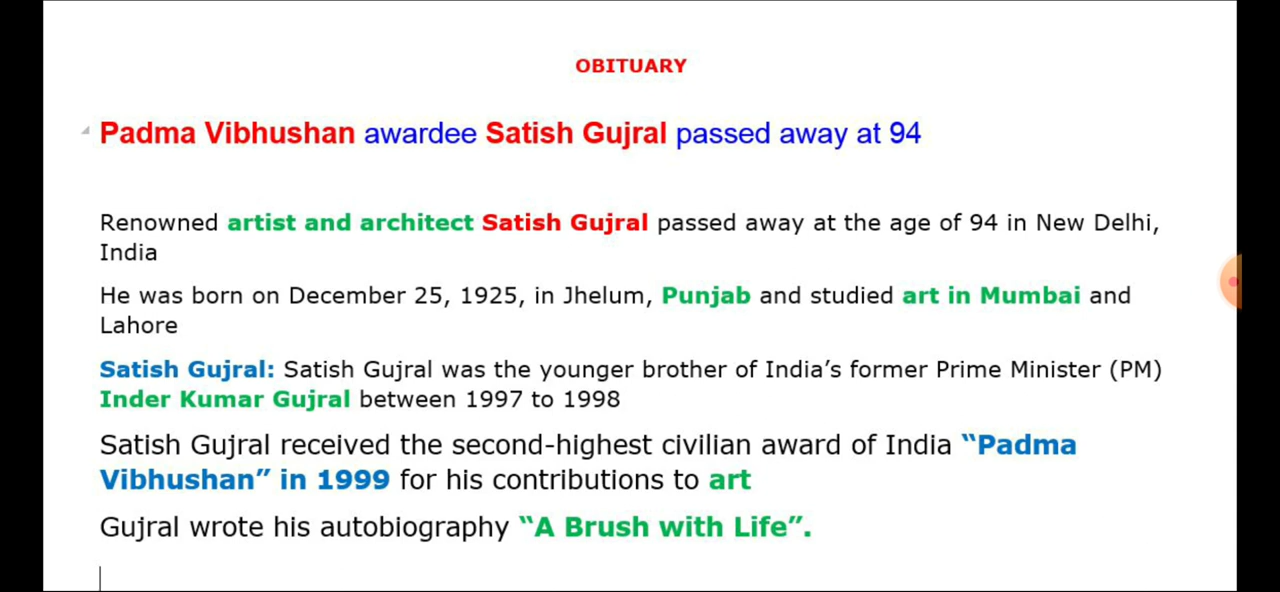 OBITUARY
Padma Vibhushan awardee Satish Gujral passed away at 94
Renowned artist and architect Satish Gujral passed away at the age of 94 in New Delhi,
India
He was born on December 25, 1925, in Jhelum, Punjab and studied art in Mumbai and
Lahore
Satish Gujral: Satish Gujral was the younger brother of India’s former Prime Minister (PM)
Inder Kumar Gujral between 1997 to 1998
Satish Gujral received the second-highest civilian award of India “Padma
Vibhushan” in 1999 for his contributions to art
Gujral wrote his autobiography “A Brush with Life”.